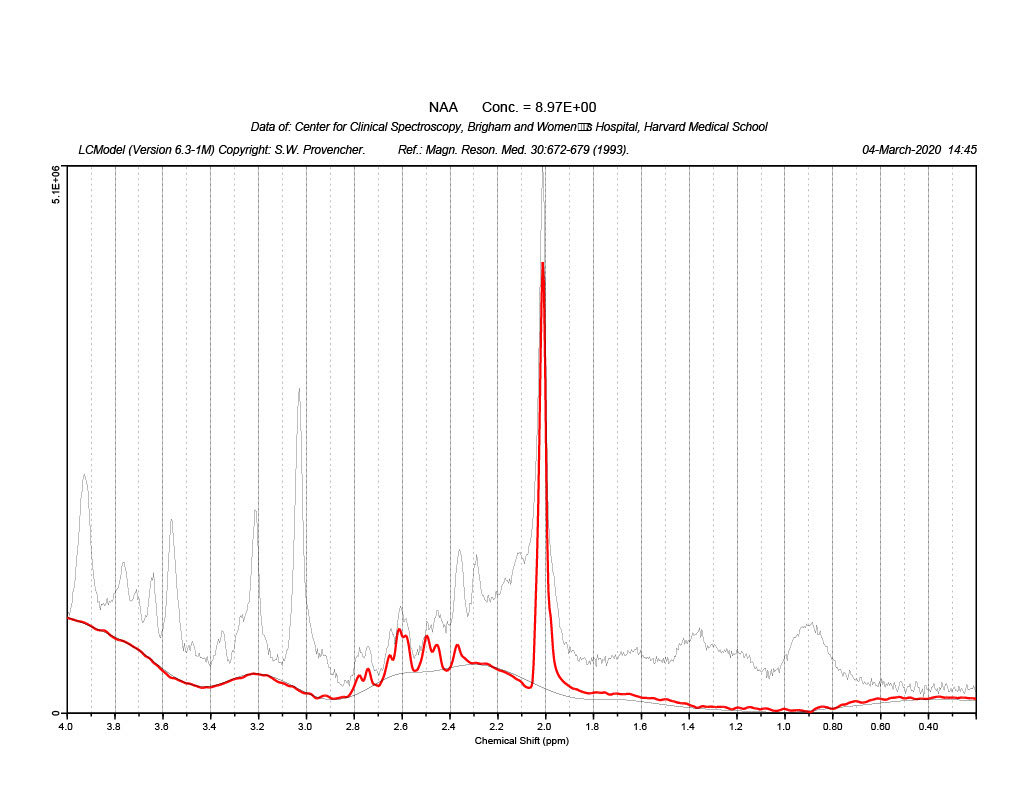 NAA Conc. = 8.97E+00
Data of: Center for Clinical Spectroscopy, Brigham and Women□□s Hospital, Harvard Medical School
LCModel (Version 6.3-1M) Copyright: S.W. Provencher. Ref.: Magn. Reson. Med. 30:672-679 (1993). 04-March-2020 14:45
5.1E+06
0
4.0 3.8 3.6 3.4 3.2 3.0 2.8 2.6 2.4 2.2 2.0 1.8 1.6 1.4 1.2 1.0 0.80 0.60 0.40
Chemical Shift (ppm)